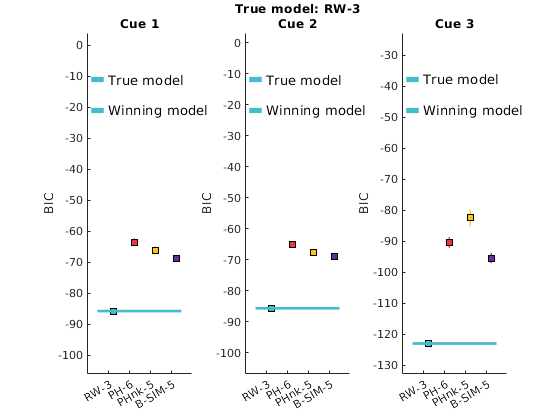 True model: RW-3
Cue 1
Cue 2
Cue 3
BIC
0
-10
-20
-30
-40
-50
-60
-70
-80
-90
-100
True model
Winning model
RW-3
PH-6
PHnk-5
B-SIM-5
BIC
0
-10
-20
-30
-40
-50
-60
-70
-80
-90
-100
True model
Winning model
RW-3
PH-6
PHnk-5
B-SIM-5
BIC
-30
-40
-50
-60
-70
-80
-90
-100
-110
-120
-130
True model
Winning model
RW-3
PH-6
PHnk-5
B-SIM-5